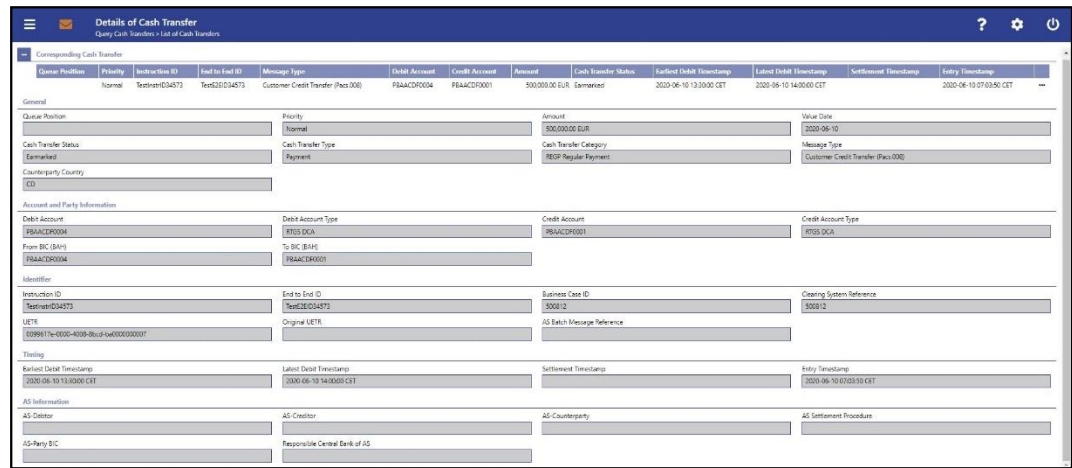 Details of Cash Transfer
Query Cash Transfers > List of Cash Transfers
Corresponding Cash Transfer
Queue Position Priority Instruction ID End to End ID Message Type Debit Account Credit Account Amount Cash Transfer Status Earliest Debit Timestamp Latest Debit Timestamp Settlement Timestamp Entry Timestamp
Normal TestInstrID34573 TestE2EID34573 Customer Credit Transfer (Pacs.008) PBAACDF0004 PBAACDF0001 500,000.00 EUR Earmarked 2020-06-10 13:30:00 CET 2020-06-10 14:00:00 CET 2020-06-10 07:03:50 CET
General
Queue Position Priority Amount Value Date
Normal 500,000.00 EUR 2020-06-10
Cash Transfer Status Cash Transfer Type Cash Transfer Category Message Type
Earmarked Payment REGP Regular Payment Customer Credit Transfer (Pacs.008)
Counterparty Country
CD
Account and Party Information
Debit Account Debit Account Type Credit Account Credit Account Type
PBAACDF0004 RTGS DCA PBAACDF0001 RTGS DCA
From BIC (BAH) To BIC (BAH)
PBAACDF0004 PBAACDF0001
Identifier
Instruction ID End to End ID Business Case ID Clearing System Reference
TestInstrID34573 TestE2EID34573 500812 500812
UETR Original UETR AS Batch Message Reference
Timing
Earliest Debit Timestamp Latest Debit Timestamp Settlement Timestamp Entry Timestamp
2020-06-10 13:30:00 CET 2020-06-10 14:00:00 CET 2020-06-10 07:03:50 CET
AS Information
AS-Debtor AS-Creditor AS-Counterparty AS Settlement Procedure
AS-Party BIC Responsible Central Bank of AS